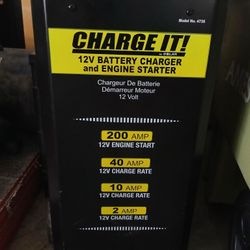 Model No. 4735
CHARGE IT!
12V BATTERY CHARGER
and ENGINE STARTER
Chargeur De Batterie
Démarreur Moteur
12 Volt
200 AMP
12V ENGINE START
40 AMP
12V CHARGE RATE
10 AMP
12V CHARGE RATE
2 AMP
12V CHARGE RATE